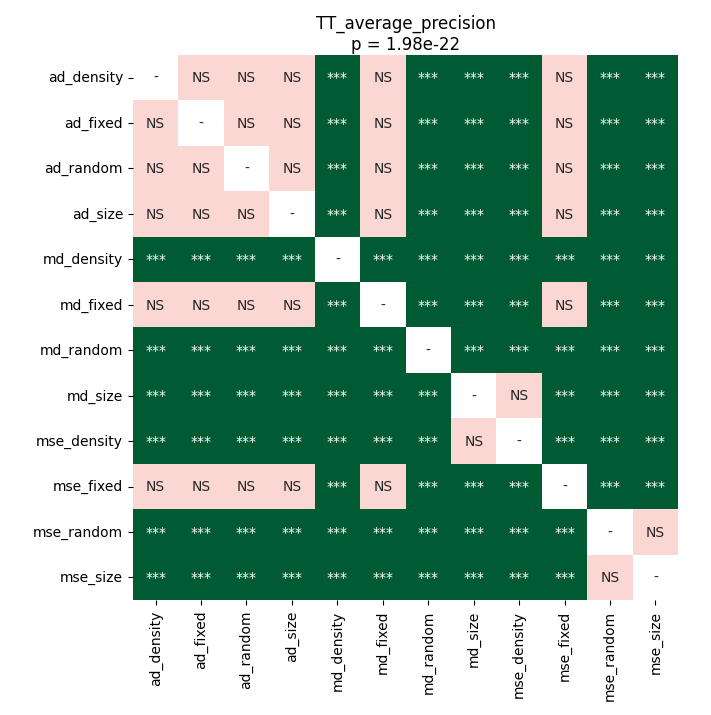 TT_average_precision
p = 1.98e-22
ad_density - NS NS NS *** NS *** *** *** NS *** ***
ad_fixed NS - NS NS *** NS *** *** *** NS *** ***
ad_random NS NS - NS *** NS *** *** *** NS *** ***
ad_size NS NS NS - *** NS *** *** *** NS *** ***
md_density *** *** *** *** - *** *** *** *** *** *** ***
md_fixed NS NS NS NS *** - *** *** *** NS *** ***
md_random *** *** *** *** *** *** - *** *** *** *** ***
md_size *** *** *** *** *** *** *** - NS *** *** ***
mse_density *** *** *** *** *** *** *** NS - *** *** ***
mse_fixed NS NS NS NS *** NS *** *** *** - *** ***
mse_random *** *** *** *** *** *** *** *** *** *** - NS
mse_size *** *** *** *** *** *** *** *** *** *** NS -
ad_density
ad_fixed
ad_random
ad_size
md_density
md_fixed
md_random
md_size
mse_density
mse_fixed
mse_random
mse_size